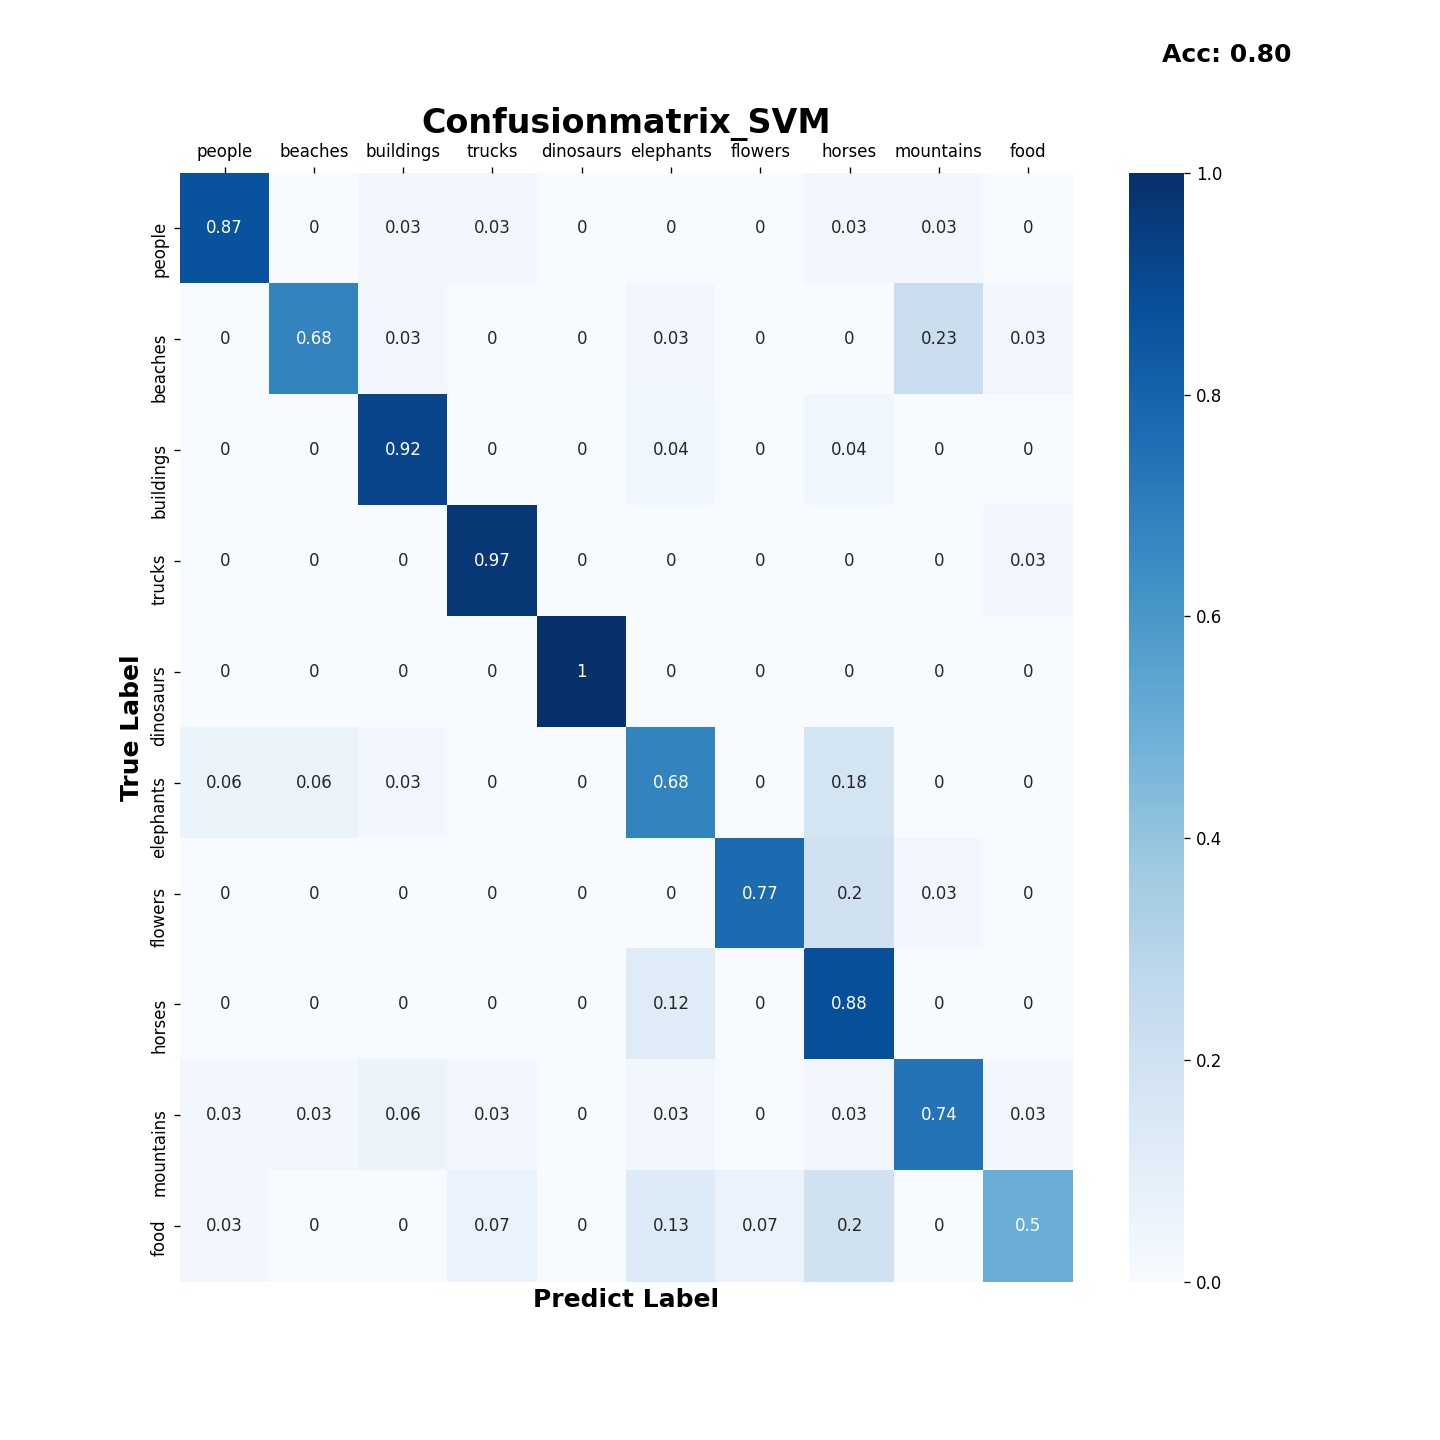 Acc: 0.80
Confusionmatrix_SVM
people beaches buildings trucks dinosaurs elephants flowers horses mountains food
people 0.87 0 0.03 0.03 0 0 0 0.03 0.03 0
beaches 0 0.68 0.03 0 0 0.03 0 0 0.23 0.03
buildings 0 0 0.92 0 0 0.04 0 0.04 0 0
trucks 0 0 0 0.97 0 0 0 0 0 0.03
dinosaurs 0 0 0 0 1 0 0 0 0 0
elephants 0.06 0.06 0.03 0 0 0.68 0 0.18 0 0
flowers 0 0 0 0 0 0 0.77 0.2 0.03 0
horses 0 0 0 0 0 0.12 0 0.88 0 0
mountains 0.03 0.03 0.06 0.03 0 0.03 0 0.03 0.74 0.03
food 0.03 0 0 0.07 0 0.13 0.07 0.2 0 0.5
True Label
Predict Label
1.0
0.8
0.6
0.4
0.2
0.0